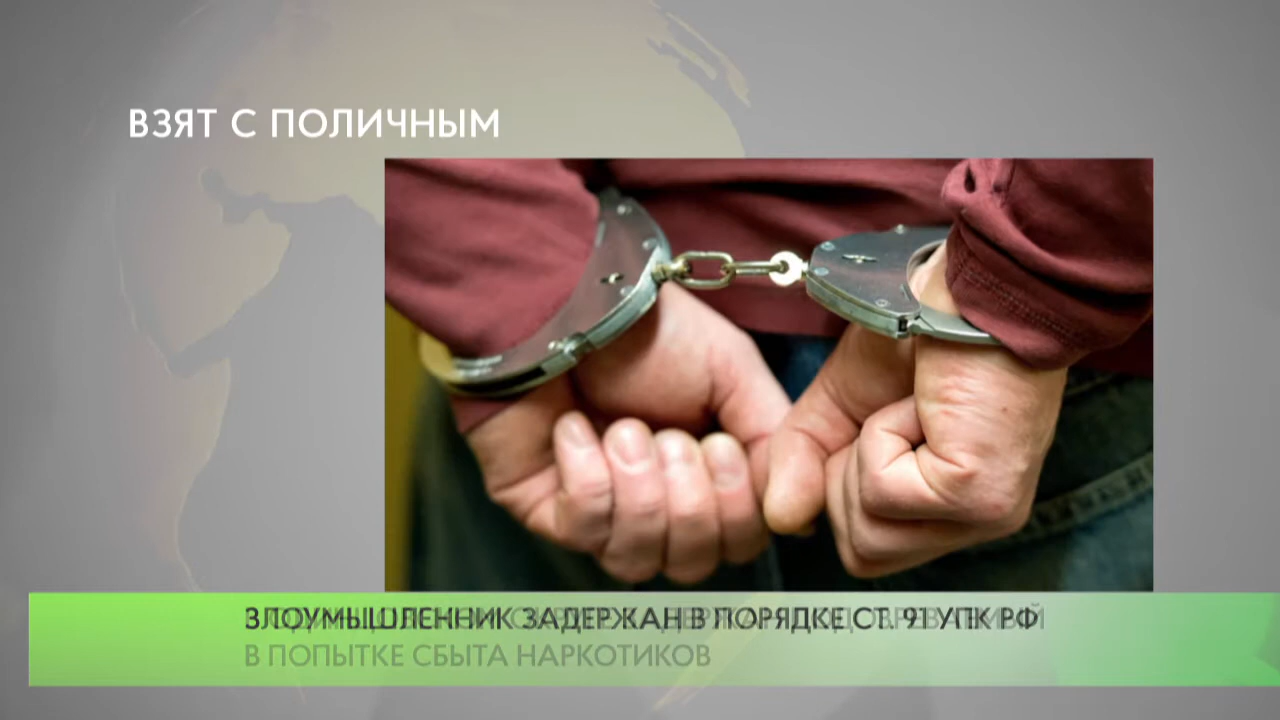 ВЗЯТ С ПОЛИЧНЫМ
ЗЛОУМЫШЛЕННИК ЗАДЕРЖАН В ПОРЯДКЕ СТ. 91 УПК РФ
В ПОПЫТКЕ СБЫТА НАРКОТИКОВ